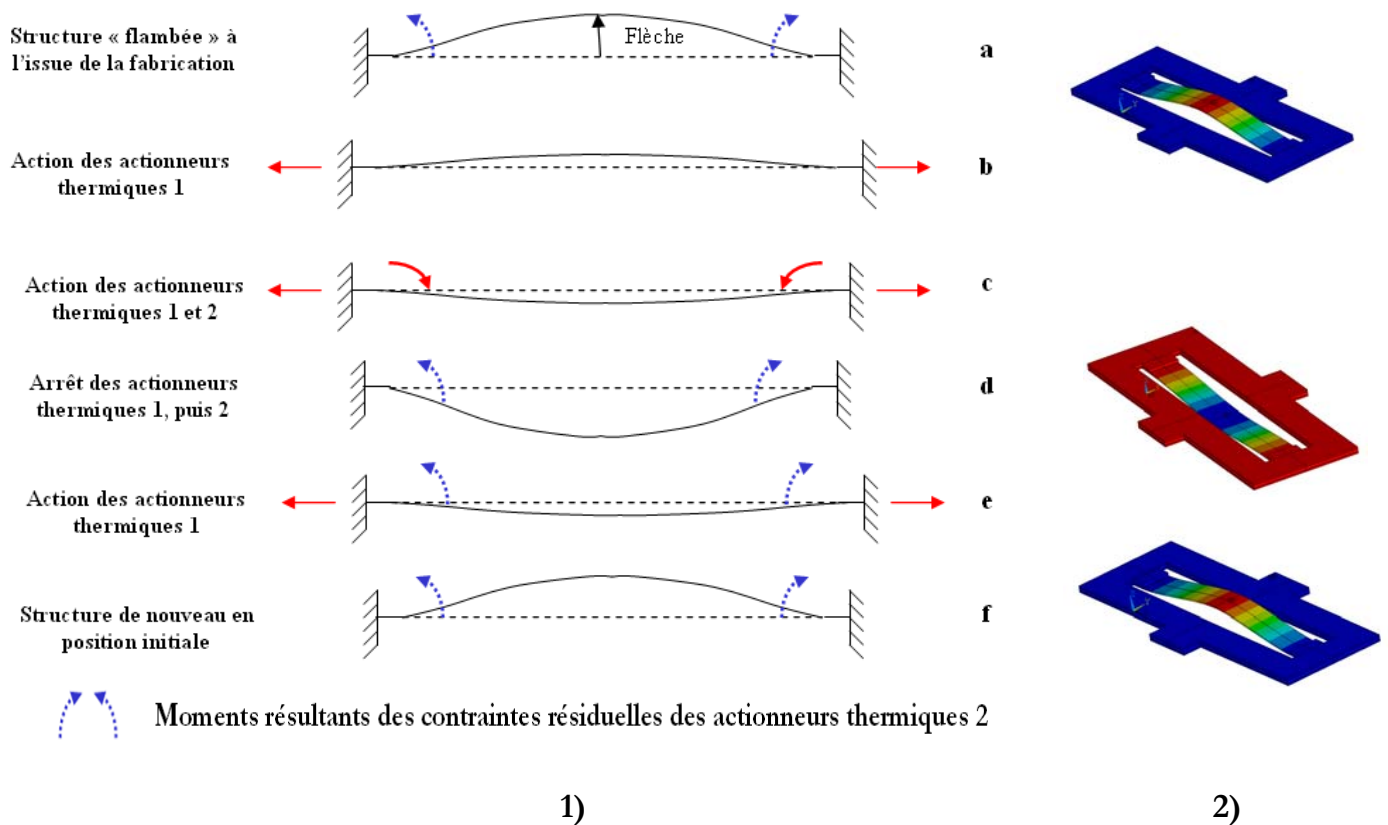 Structure « flambée » à
l'issue de la fabrication
Flèche
a
Action des actionneurs
thermiques 1
b
Action des actionneurs
thermiques 1 et 2
c
Arrêt des actionneurs
thermiques 1, puis 2
d
Action des actionneurs
thermiques 1
e
Structure de nouveau en
position initiale
f
Moments résultants des contraintes résiduelles des actionneurs thermiques 2
1)
2)